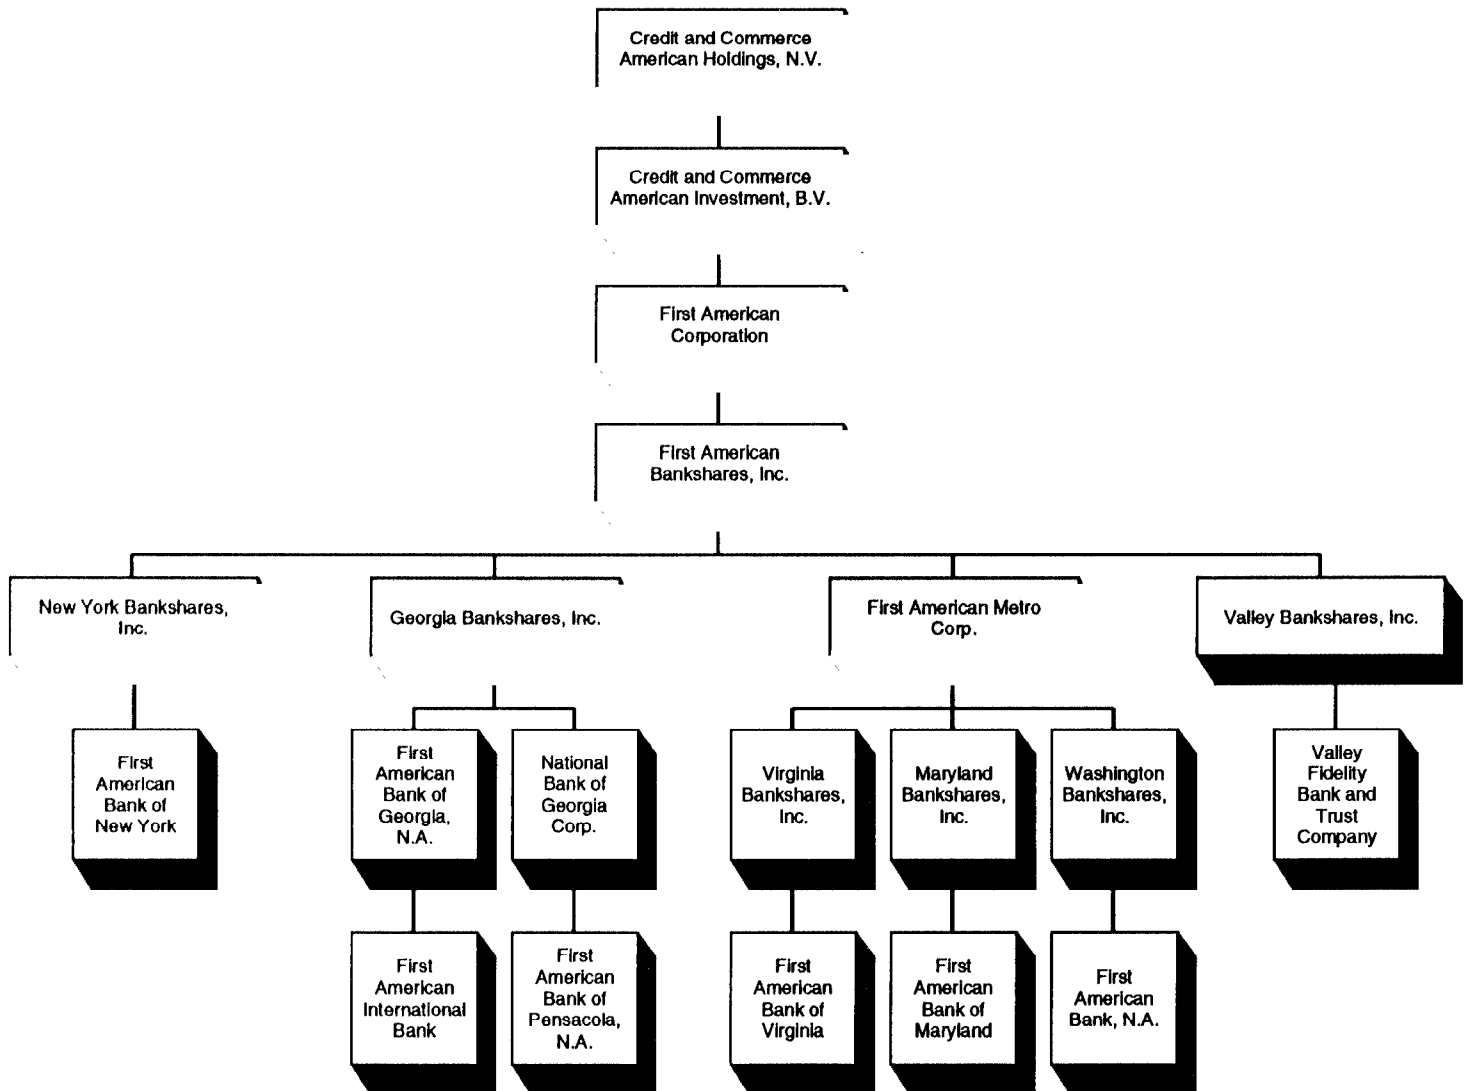 Credit and Commerce
American Holdings, N.V.
Credit and Commerce
American Investment, B.V.
First American
Corporation
First American
Bankshares, Inc.
New York Bankshares,
Inc.
Georgia Bankshares, Inc.
First American Metro
Corp.
Valley Bankshares, Inc.
First
American
Bank of
New York
First
American
Bank of
Georgia,
N.A.
National
Bank of
Georgia
Corp.
Virginia
Bankshares,
Inc.
Maryland
Bankshares,
Inc.
Washington
Bankshares,
Inc.
Valley
Fidelity
Bank and
Trust
Company
First
American
International
Bank
First
American
Bank of
Pensacola,
N.A.
First
American
Bank of
Virginia
First
American
Bank of
Maryland
First
American
Bank, N.A.